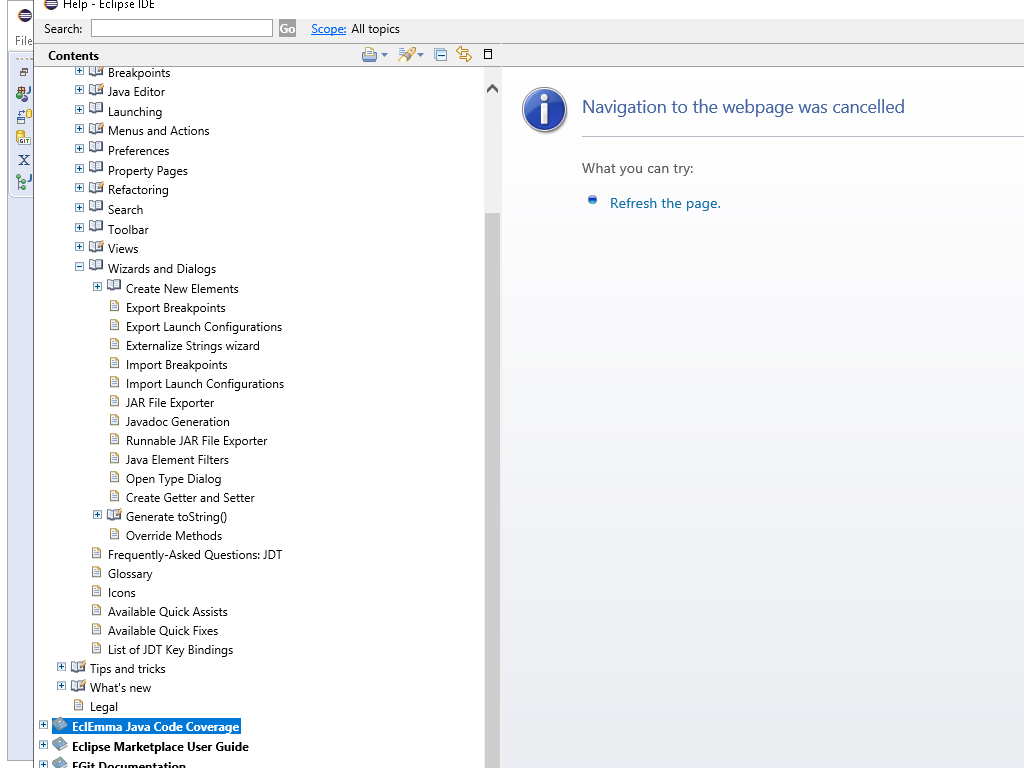 Help - Eclipse IDE
File
Search:
Go
Scope: All topics
Contents
Breakpoints
Java Editor
Launching
Menus and Actions
Preferences
Property Pages
Refactoring
Search
Toolbar
Views
Wizards and Dialogs
Create New Elements
Export Breakpoints
Export Launch Configurations
Externalize Strings wizard
Import Breakpoints
Import Launch Configurations
JAR File Exporter
Javadoc Generation
Runnable JAR File Exporter
Java Element Filters
Open Type Dialog
Create Getter and Setter
Generate toString()
Override Methods
Frequently-Asked Questions: JDT
Glossary
Icons
Available Quick Assists
Available Quick Fixes
List of JDT Key Bindings
Tips and tricks
What's new
Legal
EclEmma Java Code Coverage
Eclipse Marketplace User Guide
EGit Documentation
Navigation to the webpage was cancelled
What you can try:
Refresh the page.
GIT
X